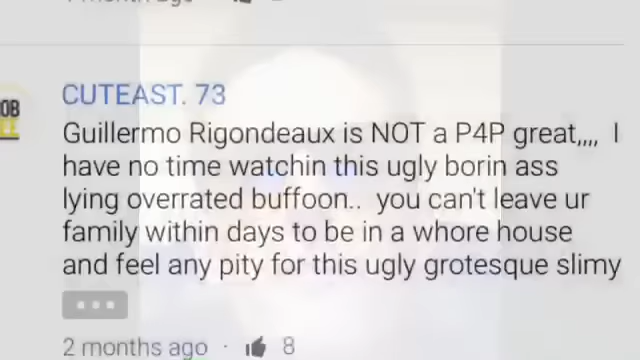 CUTEAST. 73
Guillermo Rigondeaux is NOT a P4P great,,,, I
have no time watchin this ugly borin ass
lying overrated buffoon.. you can't leave ur
family within days to be in a whore house
and feel any pity for this ugly grotesque slimy
2 months ago · 8